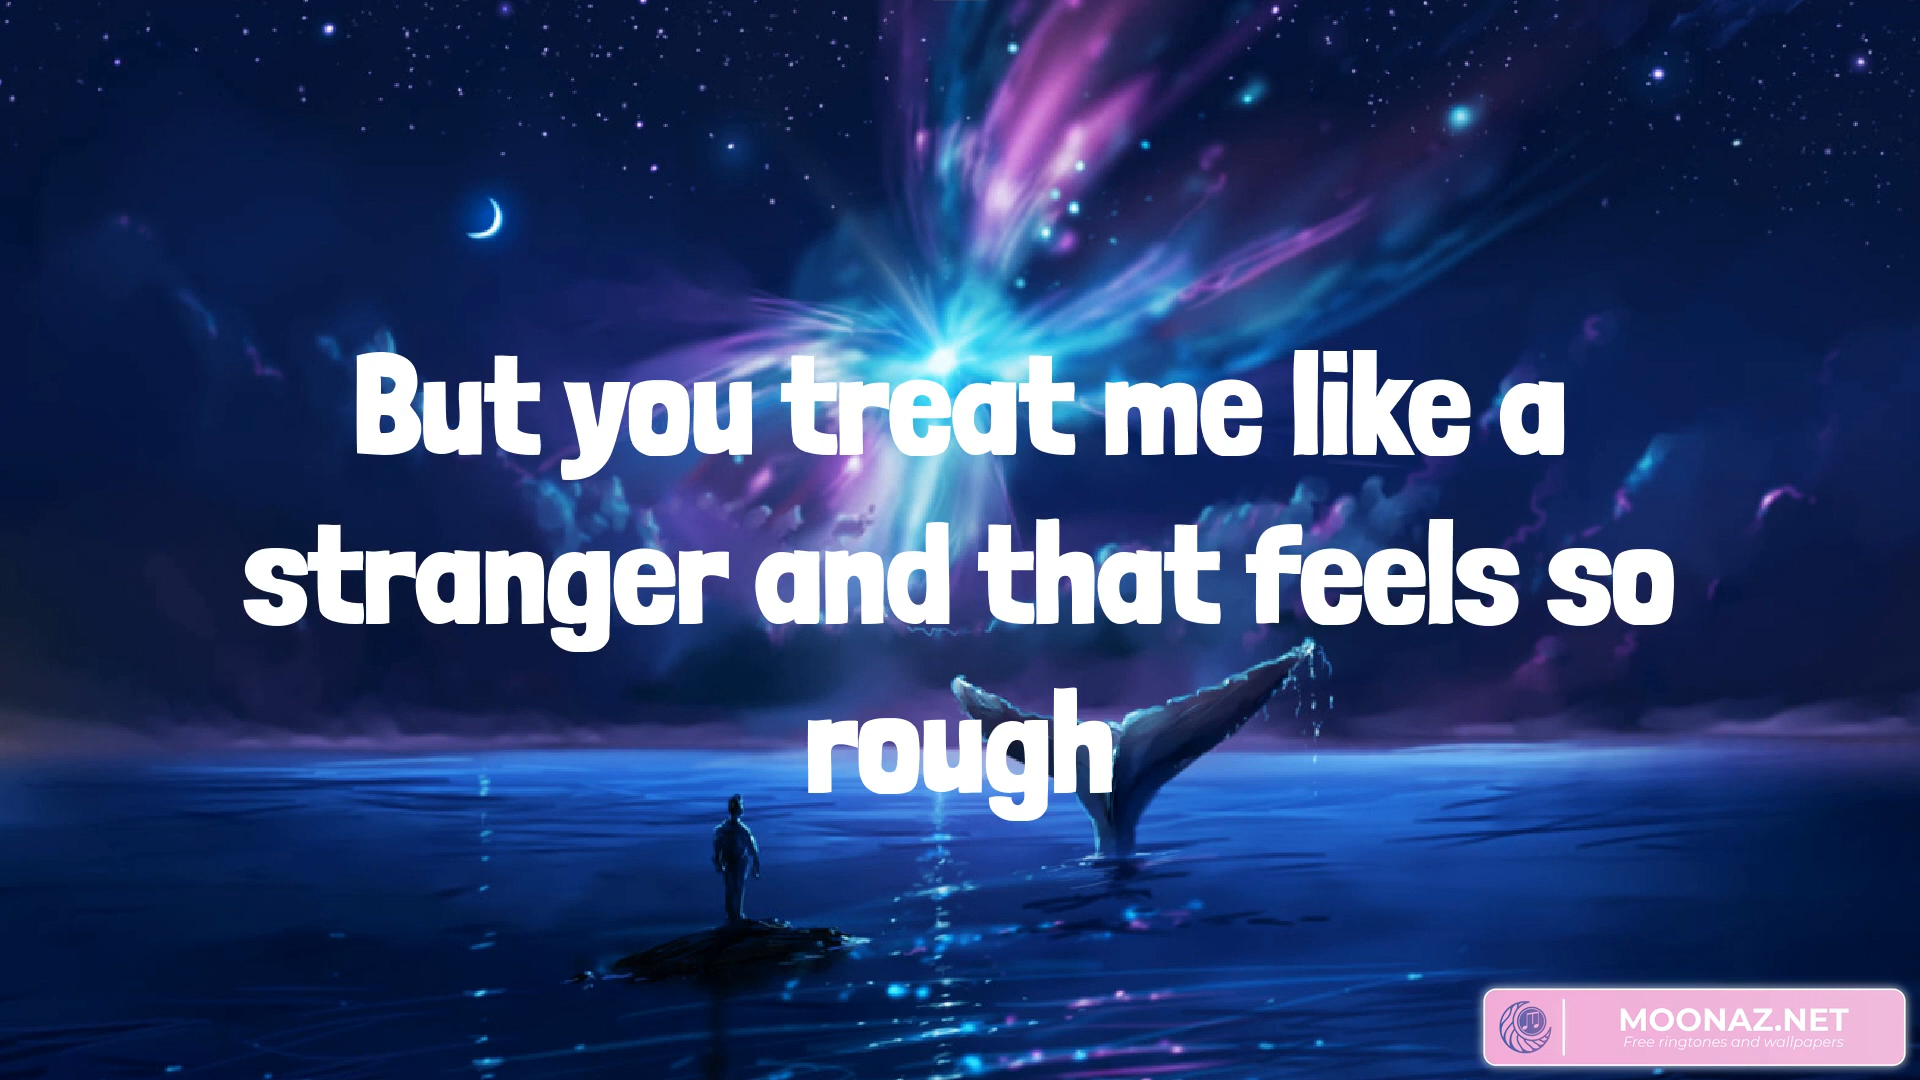 But you treat me like a
stranger and that feels so
rough
MOONAZ.NET
Free ringtones and wallpapers